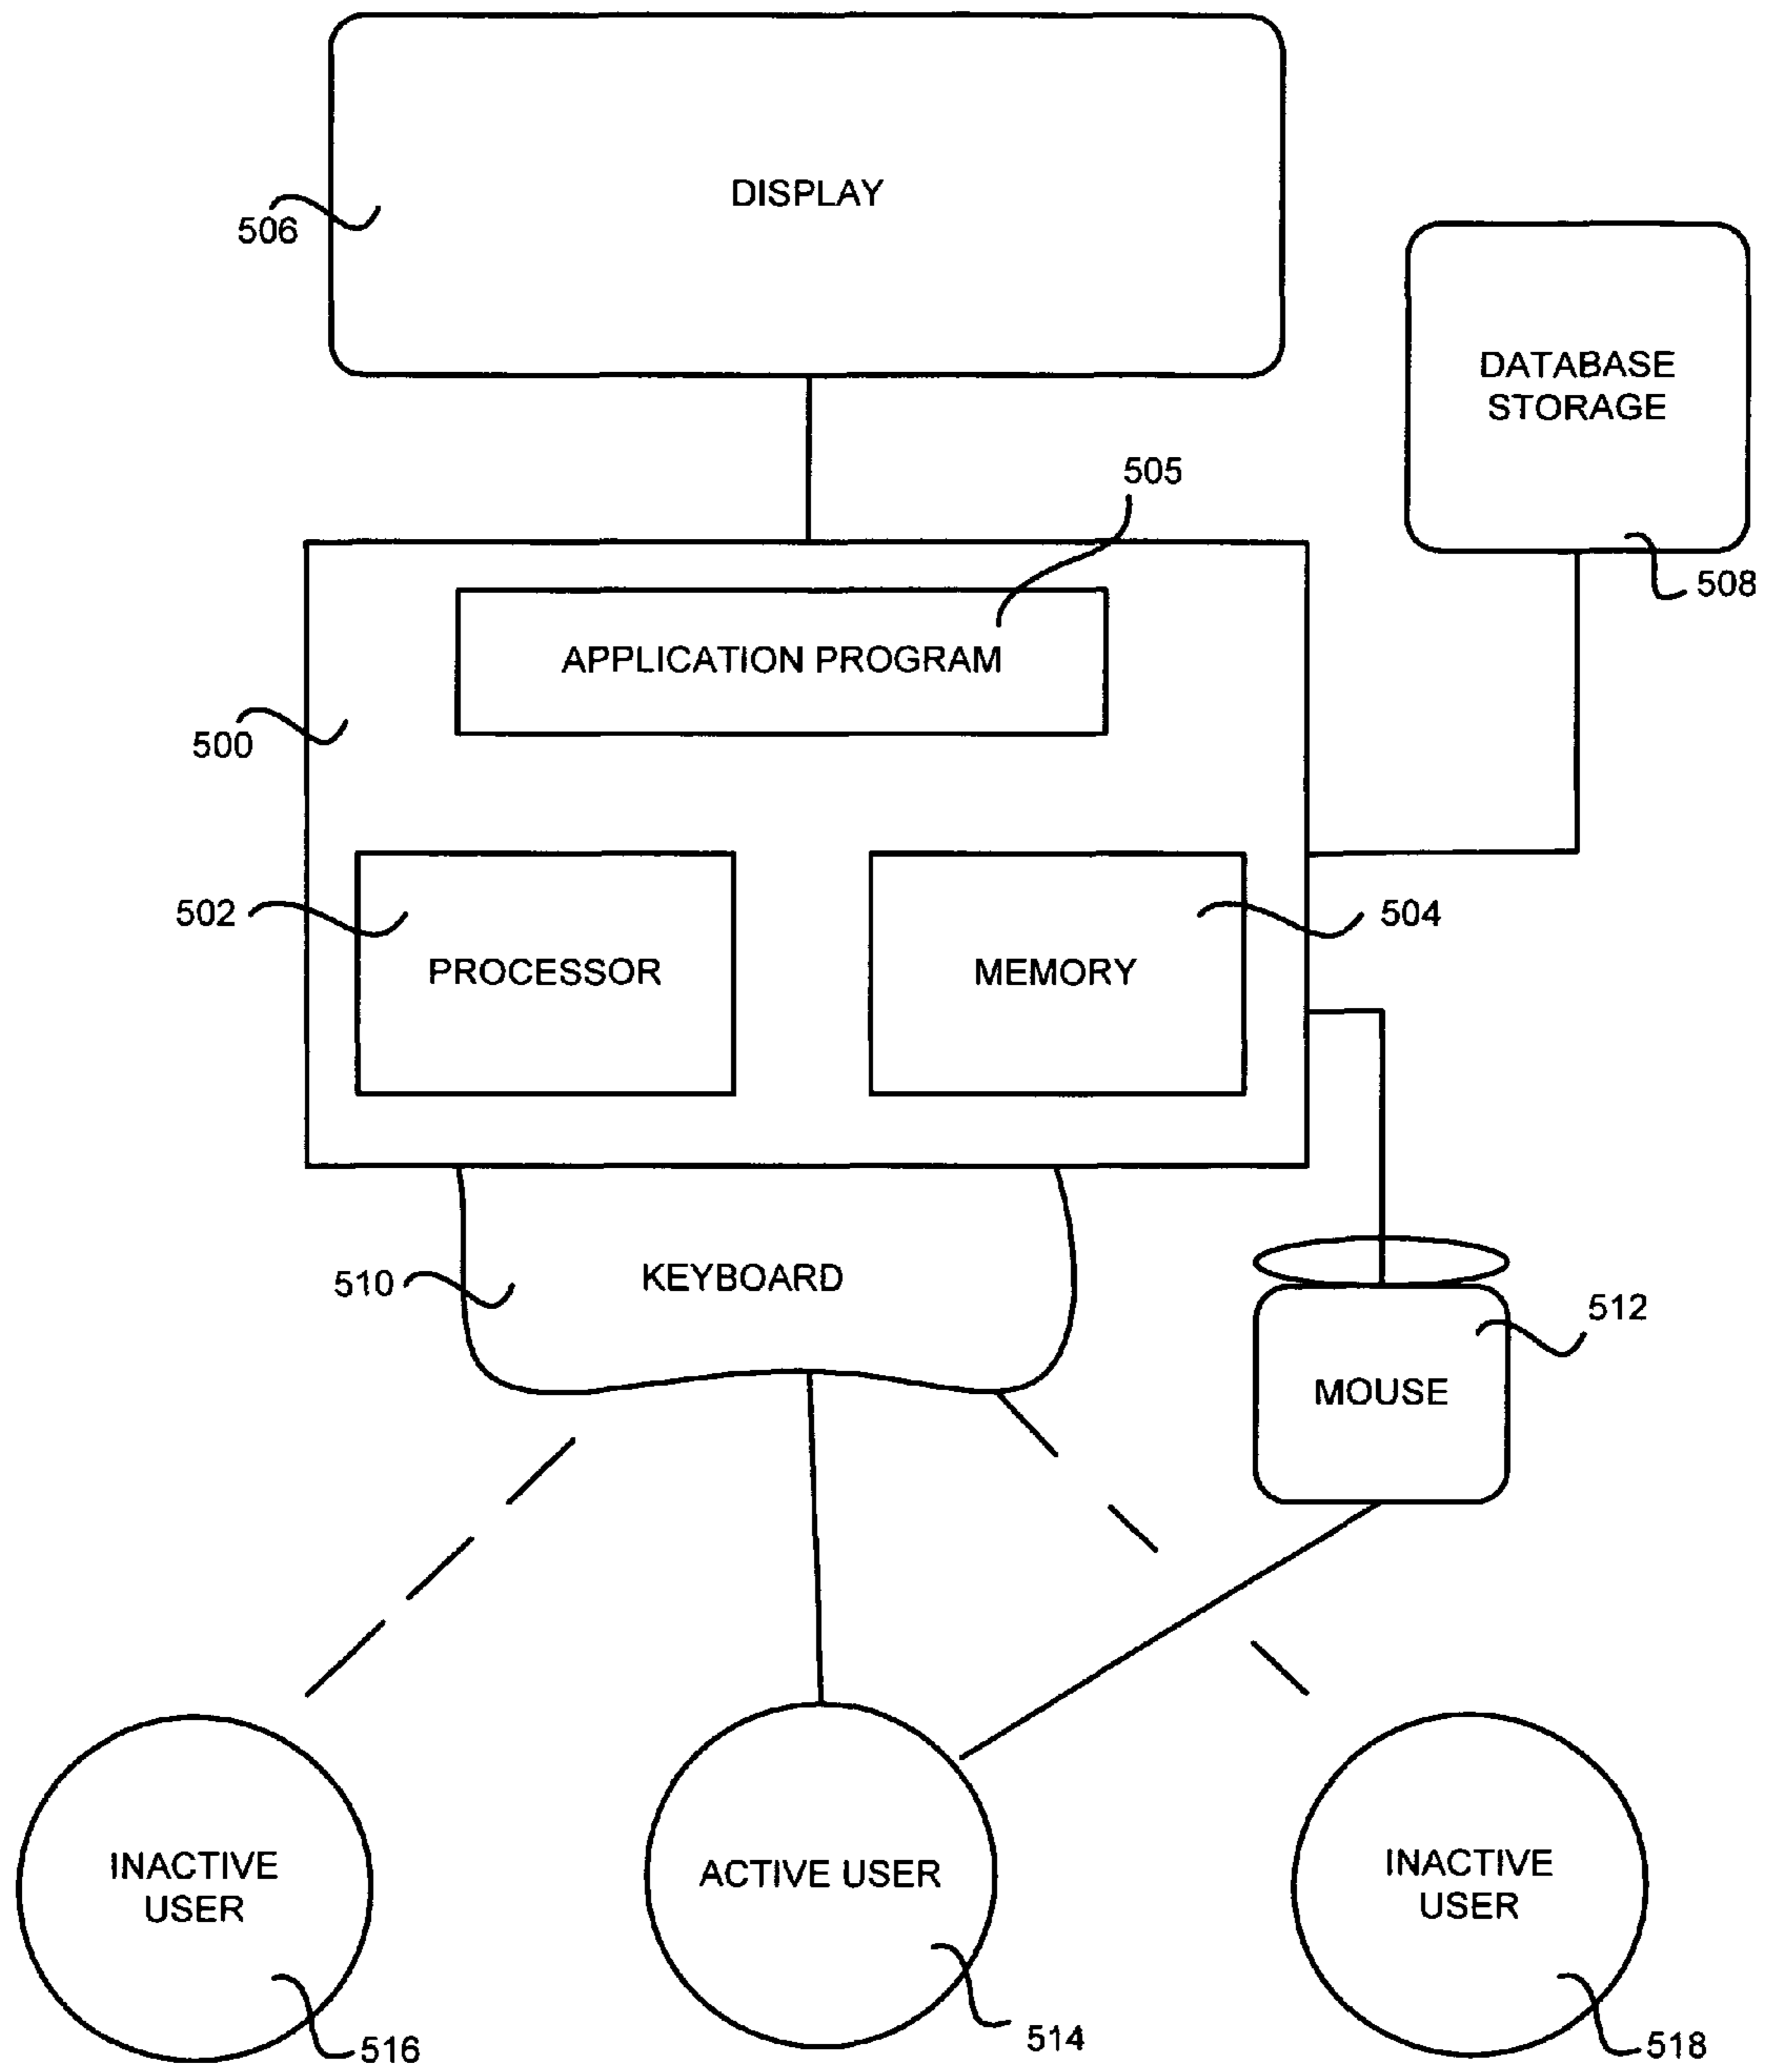 DISPLAY
506
DATABASE
STORAGE
505
508
APPLICATION PROGRAM
500
502
504
PROCESSOR
MEMORY
510
KEYBOARD
512
MOUSE
INACTIVE
USER
ACTIVE USER
INACTIVE
USER
516
514
518